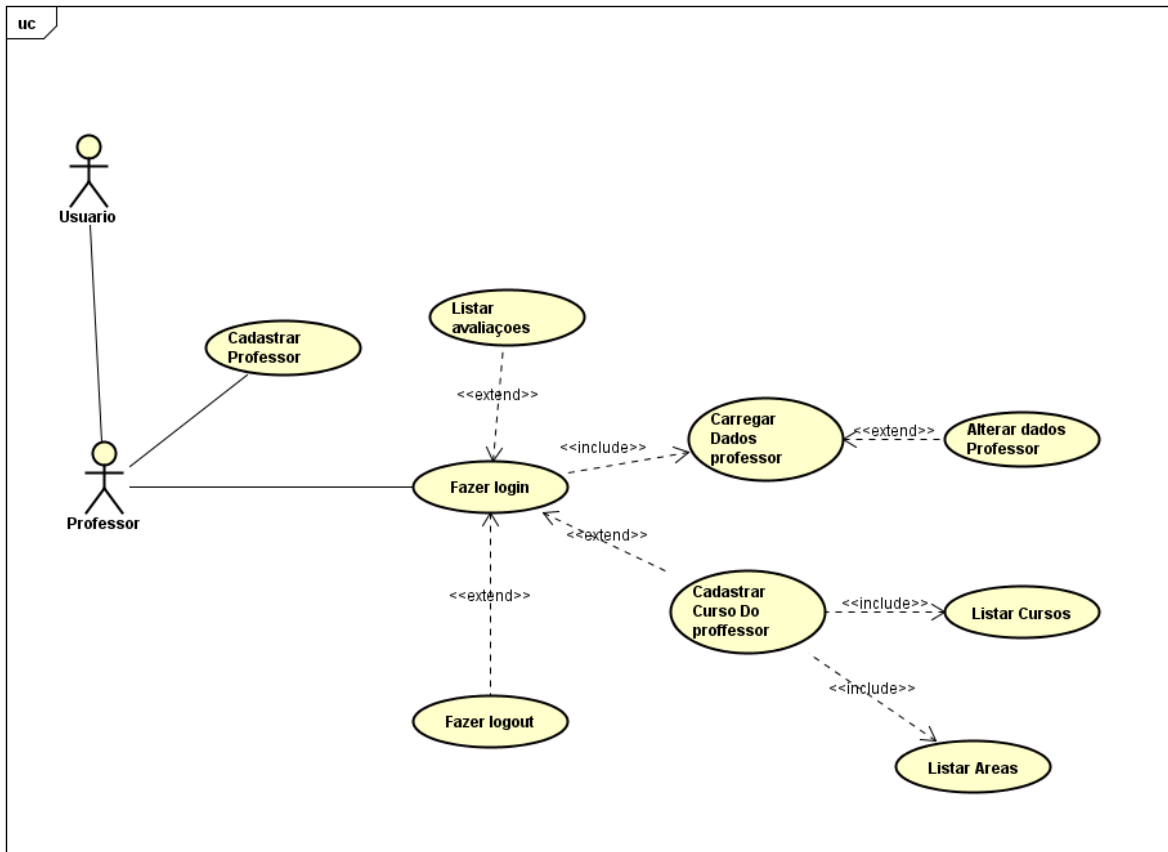 uc
Usuario
Listar
avaliaçoes
Cadastrar
Professor
<<extend>>
Carregar
Dados
professor
<<extend>>
Alterar dados
Professor
<<include>>
Professor
Fazer login
<<extend>>
<<extend>>
Cadastrar
Curso Do
proffessor
<<include>>
Listar Cursos
<<include>>
Fazer logout
Listar Areas